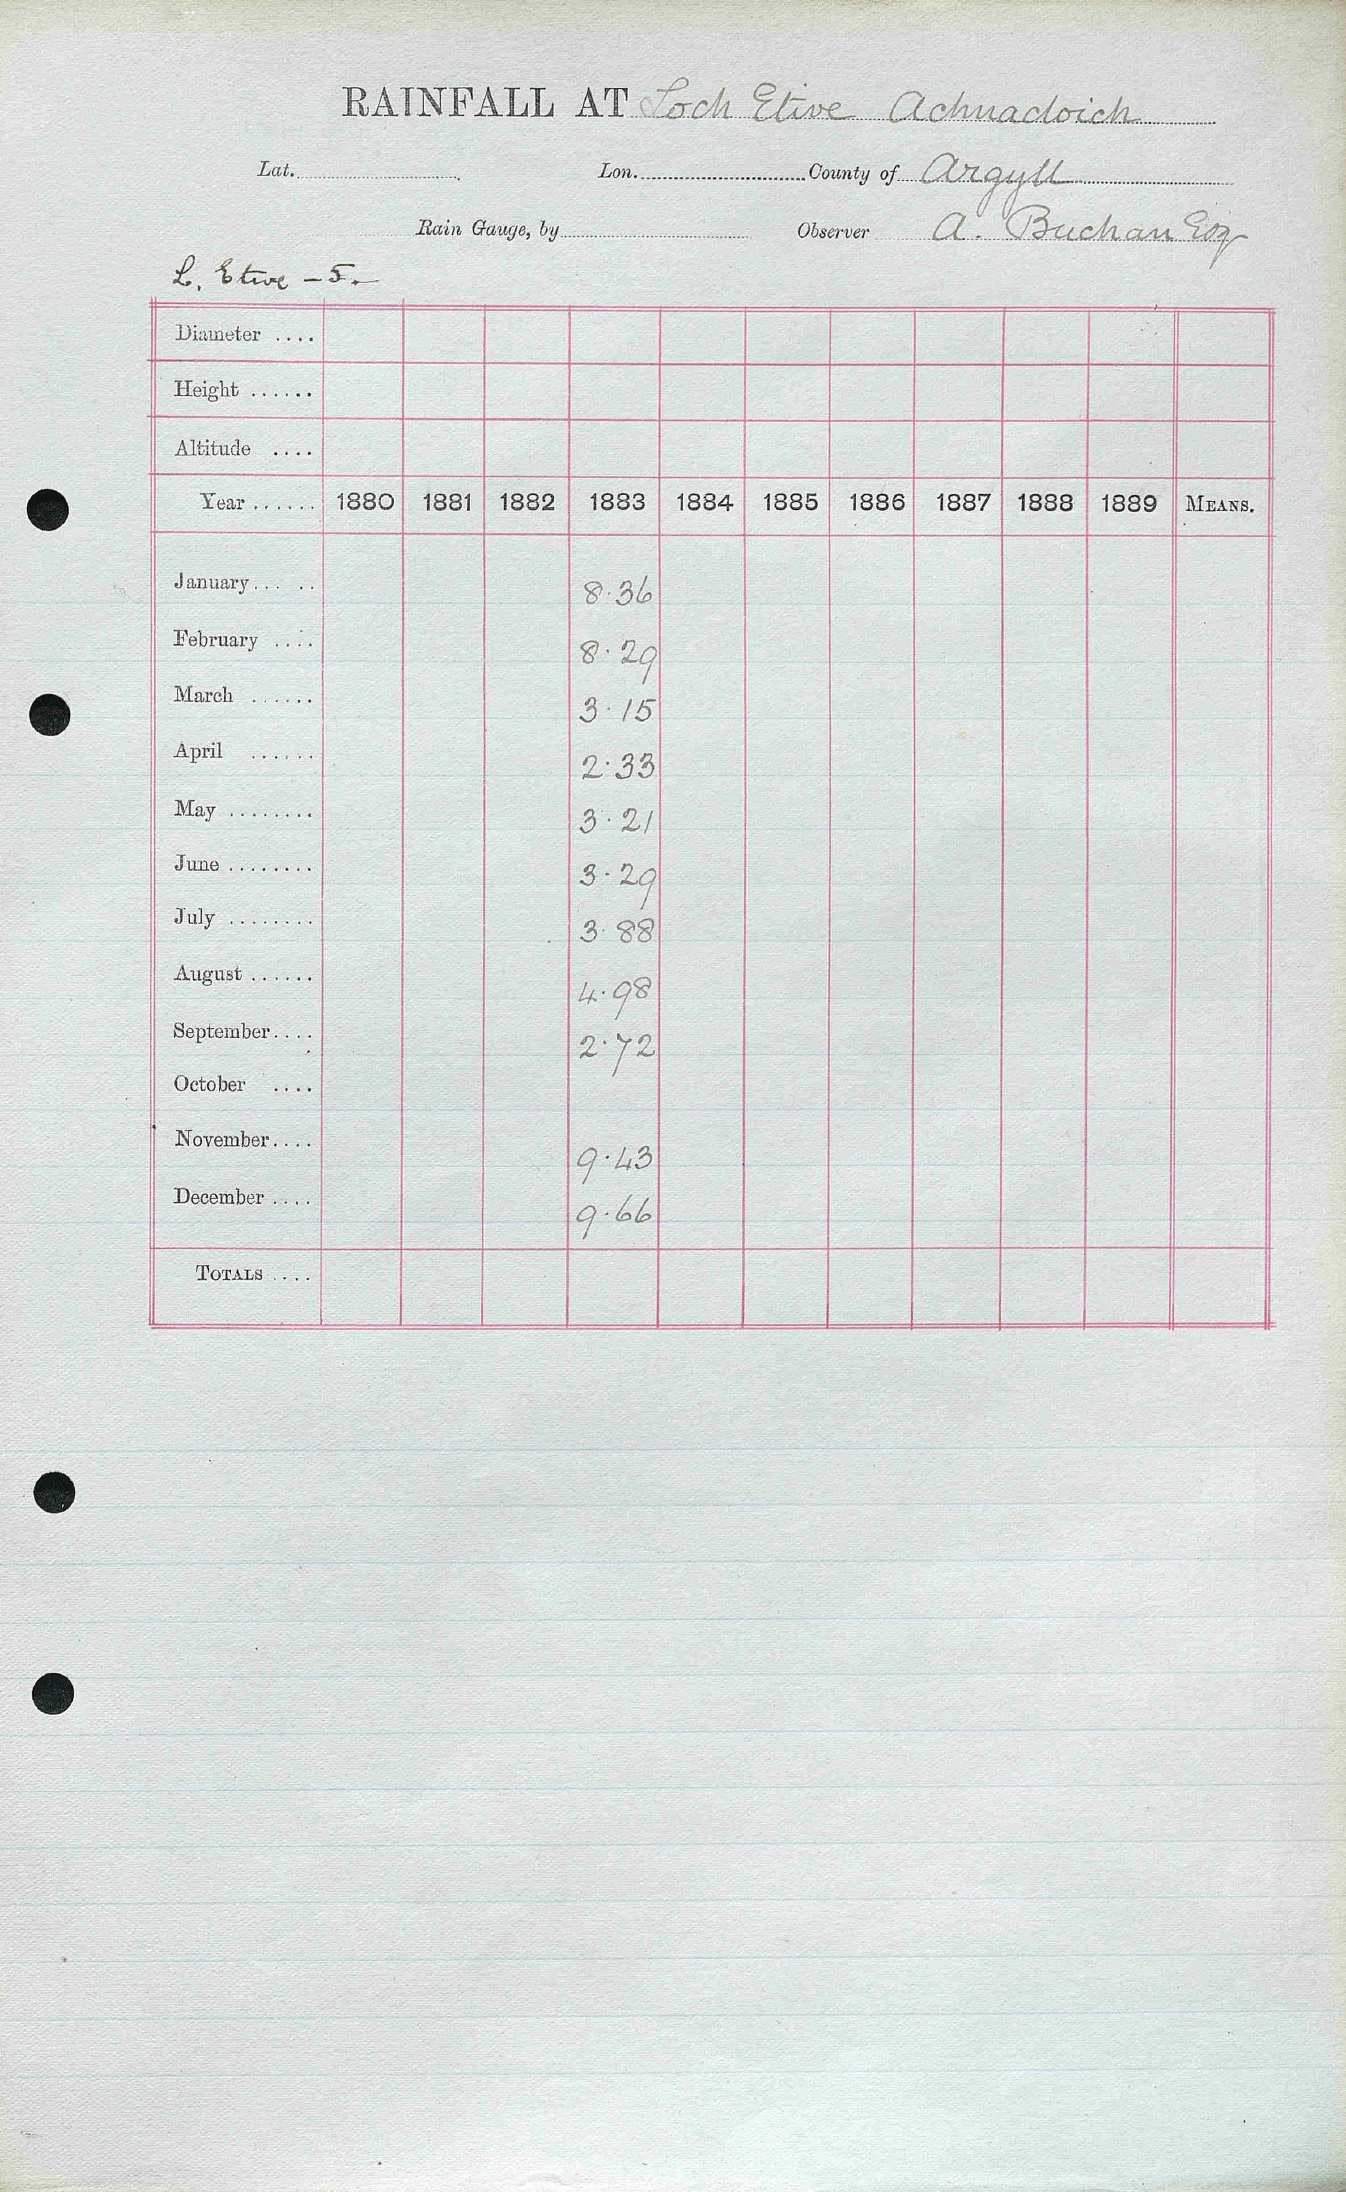 RAINFALL AT Loch Etive Achnacloich
Lat. Lon. County of Argyll
Rain Gauge, by Observer A. Buchan Esq
L. Etive - 5.
Diameter ....
Height ......
Altitude ....
Year ...... 1880 1881 1882 1883 1884 1885 1886 1887 1888 1889 MEANS.
January... .. 8.36
February .... 8.29
March ...... 3.15
April ...... 2.33
May ........ 3.21
June ........ 3.29
July ........ 3.88
August ...... 4.98
September.... 2.72
October ....
November.... 9.43
December .... 9.66
TOTALS ....